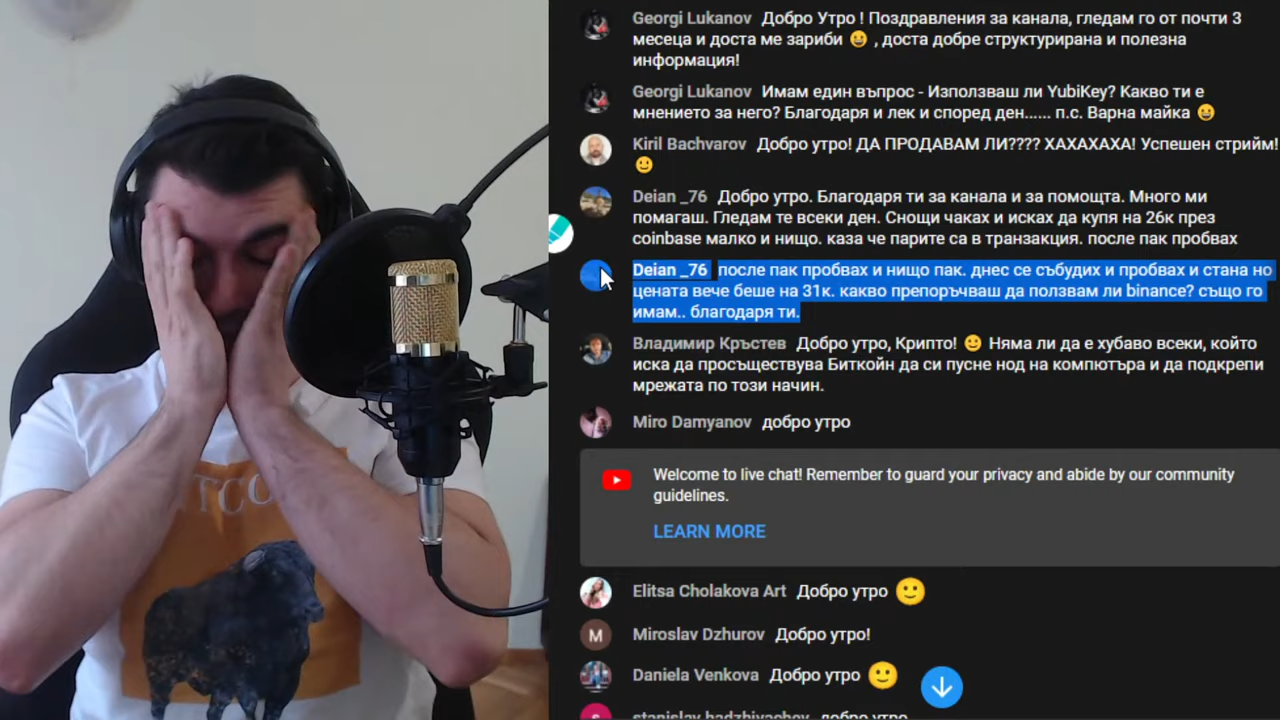 Georgi Lukanov Добро Утро ! Поздравления за канала, гледам го от почти 3
месеца и доста ме зариби 😀 , доста добре структурирана и полезна
информация!
Georgi Lukanov Имам един въпрос - Използваш ли YubiKey? Какво ти е
мнението за него? Благодаря и лек и спорeд ден...... п.с. Варна майка 😀
Kiril Bachvarov Добро утро! ДА ПРОДАВАМ ЛИ???? ХАХАХАХА! Успешен стрийм!
🙂
Deian _76 Добро утро. Благодаря ти за канала и за помощта. Много ми
помагаш. Гледам те всеки ден. Снощи чаках и исках да купя на 26к през
coinbase малко и нищо. каза че парите са в транзакция. после пак пробвах
Deian _76 после пак пробвах и нищо пак. днес се събудих и пробвах и стана но
цената вече беше на 31к. какво препоръчваш да ползвам ли binance? също го
имам.. благодаря ти.
Владимир Кръстев Добро утро, Крипто! 🙂 Няма ли да е хубаво всеки, който
иска да просъществува Биткойн да си пусне нод на компютъра и да подкрепи
мрежата по този начин.
Miro Damyanov добро утро
Welcome to live chat! Remember to guard your privacy and abide by our community
guidelines.
LEARN MORE
Elitsa Cholakova Art Добро утро 🙂
M Miroslav Dzhurov Добро утро!
Daniela Venkova Добро утро 🙂
stanislav hadzhiyachev добро утро